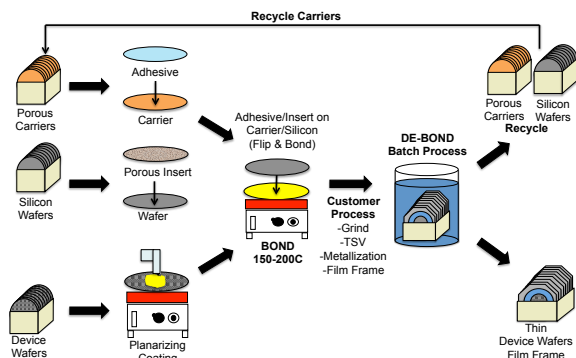 Recycle Carriers
Adhesive
Carrier
Porous
Carriers
Porous Insert
Wafer
Silicon
Wafers
Device
Wafers
Planarizing
Coating
Adhesive/Insert on
Carrier/Silicon
(Flip & Bond)
BOND
150-200C
Customer
Process
-Grind
-TSV
-Metallization
-Film Frame
DE-BOND
Batch Process
Porous
Carriers
Silicon
Wafers
Recycle
Thin
Device Wafers
Film Frame